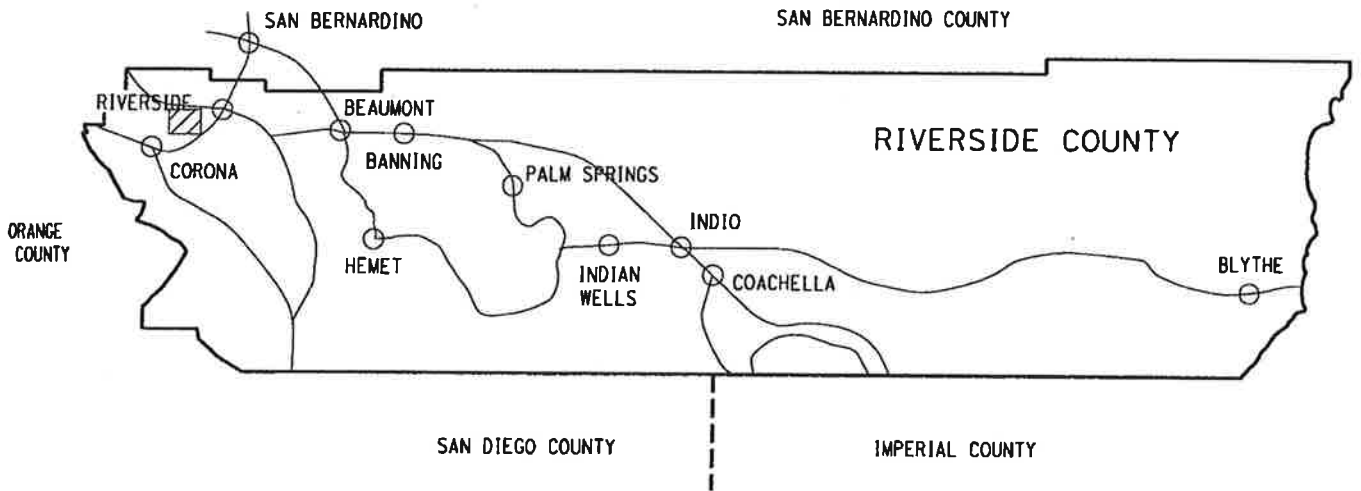 SAN BERNARDINO
SAN BERNARDINO COUNTY
RIVERSIDE
BEAUMONT
BANNING
RIVERSIDE COUNTY
CORONA
PALM SPRINGS
ORANGE
COUNTY
HEMET
INDIO
INDIAN
WELLS
COACHELLA
BLYTHE
SAN DIEGO COUNTY
IMPERIAL COUNTY